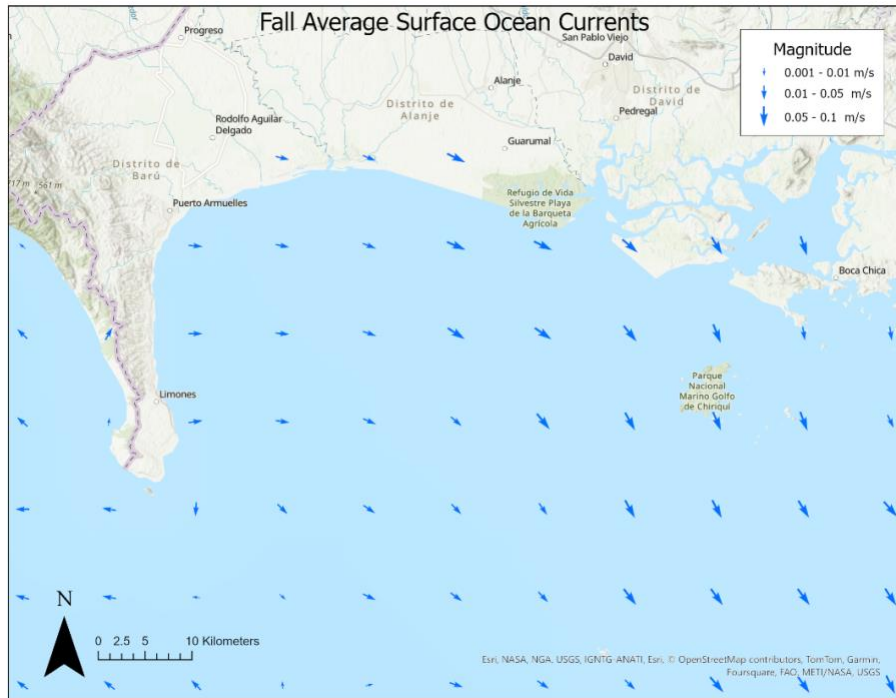 Fall Average Surface Ocean Currents
Magnitude
0.001 - 0.01 m/s
0.01 - 0.05 m/s
0.05 - 0.1 m/s
Progreso
San Pablo Viejo
David
Alanje
Distrito de
Alanje
Distrito de
David
Pedregal
Rodolfo Aguilar
Delgado
Guarumal
Distrito de
Barú
561 m
Refugio de Vida
Silvestre Playa
de la Barqueta
Agrícola
Puerto Armuelles
Boca Chica
Parque
Nacional
Marino Golfo
de Chiriquí
Limones
N
0 2.5 5 10 Kilometers
Esri, NASA, NGA, USGS, IGNTG-ANATI, Esri, © OpenStreetMap contributors, TomTom, Garmin,
Foursquare, FAO, METI/NASA, USGS